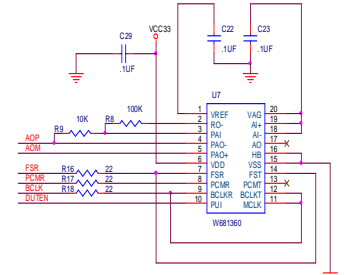 C29
VCC33
C22
C23
.1UF
.1UF
.1UF
U7
100K
10K
R8
R9
AOP
AOM
FSR
R16
22
PCMR
R17
22
BCLK
R18
22
DUTEN
1 VREF VAG 20
2 RO- AI+ 19
3 PAI AI- 18
4 PAO- AO 17
5 PAO+ HB 16
6 VDD VSS 15
7 FSR FST 14
8 PCMR PCMT 13
9 BCLKR BCLKT 12
10 PUI MCLK 11
W681360